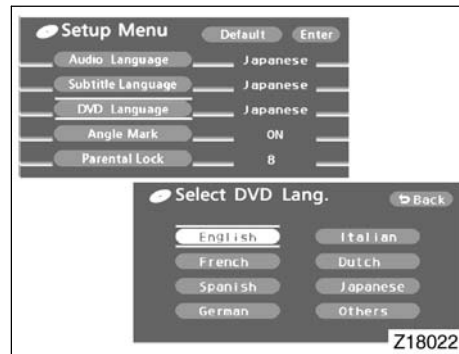 Setup Menu Default Enter
Audio Language Japanese
Subtitle Language Japanese
DVD Language Japanese
Angle Mark ON
Parental Lock 8
Select DVD Lang. Back
English Italian
French Dutch
Spanish Japanese
German Others
Z18022